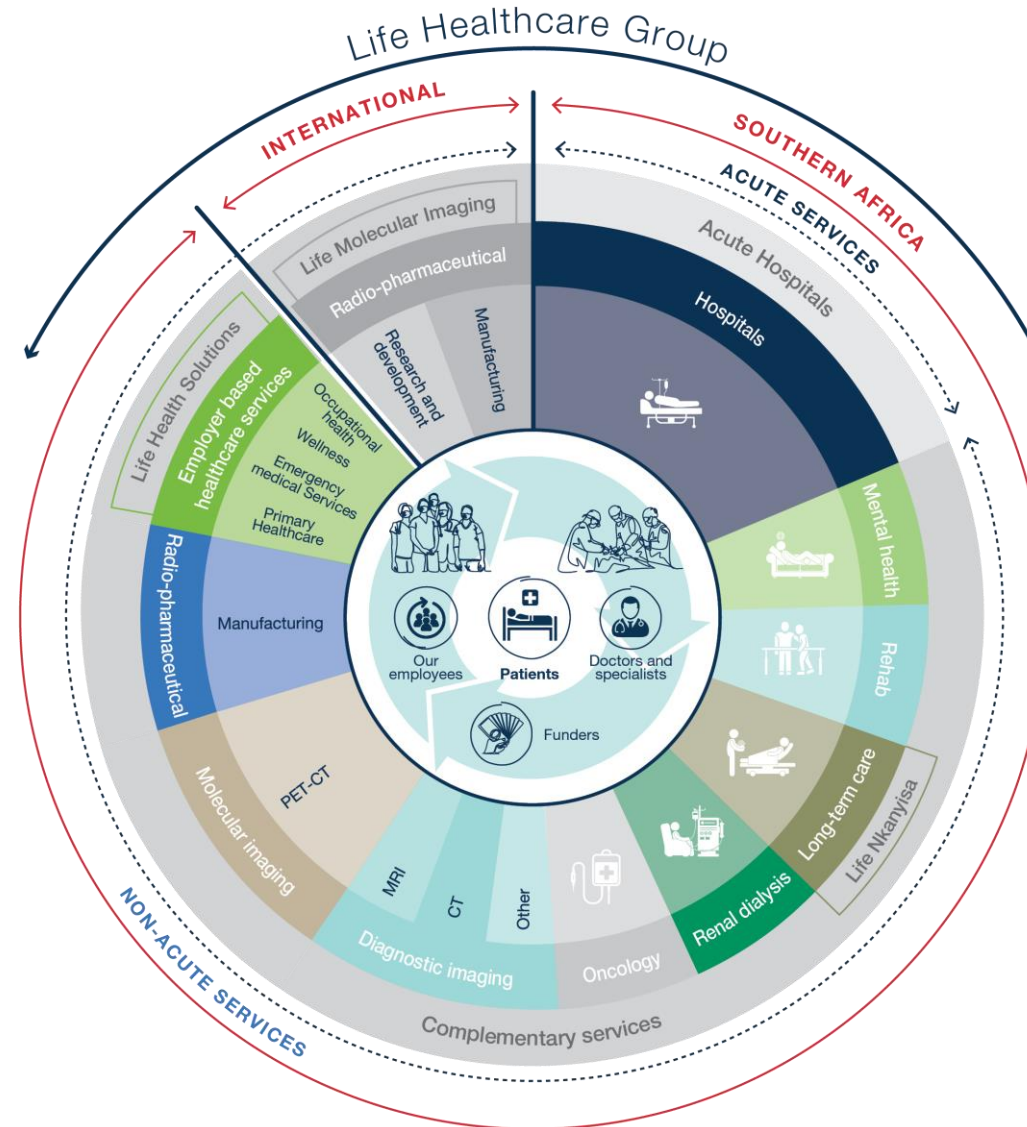 Life Healthcare Group
INTERNATIONAL
SOUTHERN AFRICA
ACUTE SERVICES
Acute Hospitals
Hospitals
Life Molecular Imaging
Radio-pharmaceutical
Research and
development
Manufacturing
Life Health Solutions
Employer based
healthcare services
Occupational
health
Wellness
Emergency
medical Services
Primary
Healthcare
Mental health
Rehab
Long-term care
Life Nkanyisa
Renal dialysis
Oncology
Diagnostic imaging
MRI
CT
Other
Molecular imaging
PET-CT
Radio-pharmaceutical
Manufacturing
Our
employees
Patients
Doctors and
specialists
Funders
Complementary services
NON-ACUTE SERVICES